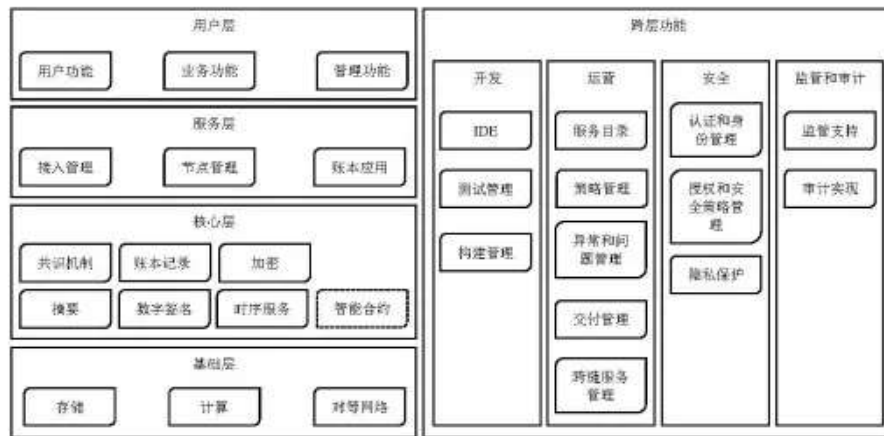 用户层
用户功能
业务功能
管理功能
服务层
接入管理
节点管理
账本应用
核心层
共识机制
账本记录
加密
摘要
数字签名
时序服务
智能合约
基础层
存储
计算
对等网络
跨层功能
开发
IDE
测试管理
构建管理
运营
服务目录
策略管理
异常和问
题管理
交付管理
跨链服务
管理
安全
认证和身
份管理
授权和安
全策略管
理
隐私保护
监管和审计
监管支持
审计实现